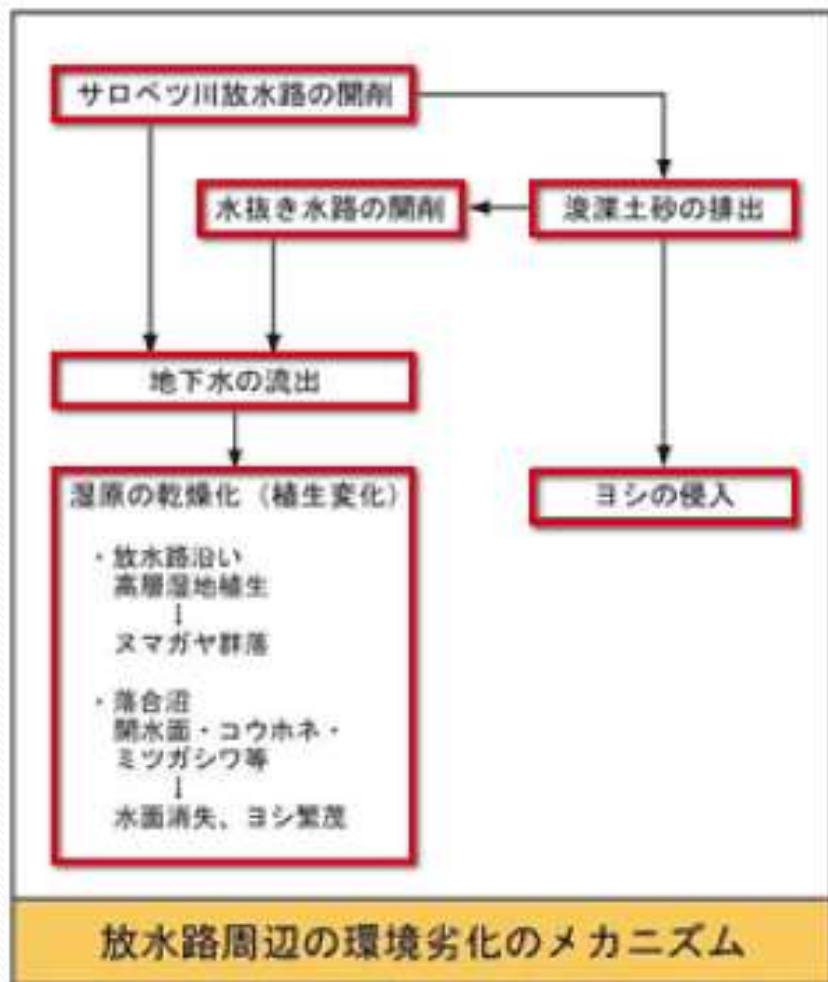 サロベツ川放水路の開削
水抜き水路の開削
浚渫土砂の排出
地下水の流出
湿原の乾燥化（植生変化）
・放水路沿い
高層湿地植生
↓
ヌマガヤ群落
・落合沼
開水面・コウホネ・
ミツガシワ等
↓
水面消失、ヨシ繁茂
ヨシの侵入
放水路周辺の環境劣化のメカニズム